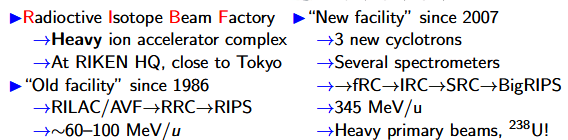 ▶Radioctive Isotope Beam Factory
→Heavy ion accelerator complex
→At RIKEN HQ, close to Tokyo
▶“Old facility” since 1986
→RILAC/AVF→RRC→RIPS
→∼60–100 MeV/u
▶“New facility” since 2007
→3 new cyclotrons
→Several spectrometers
→→fRC→IRC→SRC→BigRIPS
→345 MeV/u
→Heavy primary beams, ²³⁸U!